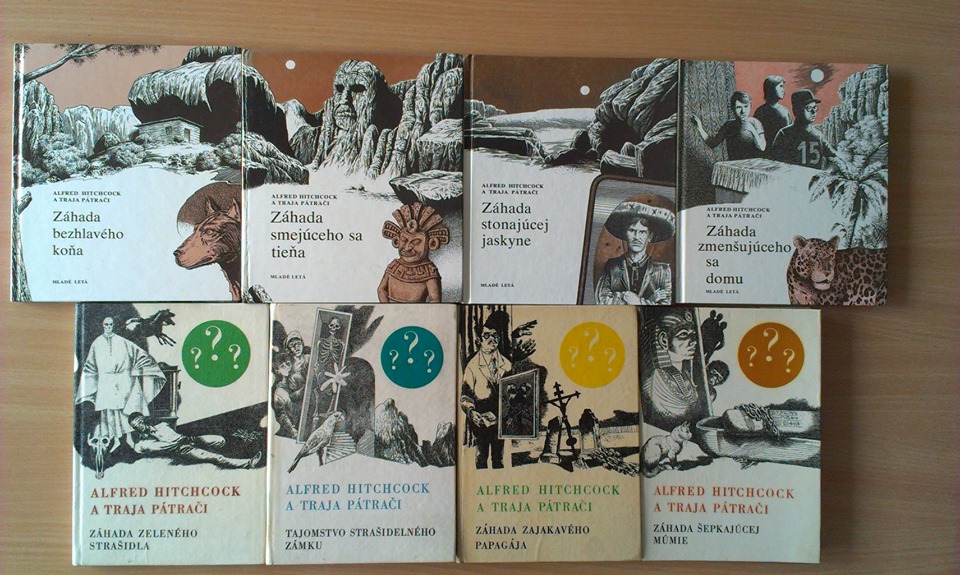 ALFRED HITCHCOCK
A TRAJA PÁTRAČI
Záhada
bezhlavého
koňa
MLADÉ LETÁ
ALFRED HITCHCOCK
A TRAJA PÁTRAČI
Záhada
smejúceho sa
tieňa
MLADÉ LETÁ
ALFRED HITCHCOCK
A TRAJA PÁTRAČI
Záhada
stonajúcej
jaskyne
MLADÉ LETÁ
15
ALFRED HITCHCOCK
A TRAJA PÁTRAČI
Záhada
zmenšujúceho
sa
domu
MLADÉ LETÁ
? ? ?
ALFRED HITCHCOCK
A TRAJA PÁTRAČI
ZÁHADA ZELENÉHO
STRAŠIDLA
? ? ?
ALFRED HITCHCOCK
A TRAJA PÁTRAČI
TAJOMSTVO STRAŠIDELNÉHO
ZÁMKU
? ? ?
ALFRED HITCHCOCK
A TRAJA PÁTRAČI
ZÁHADA ZAJAKAVÉHO
PAPAGÁJA
? ? ?
ALFRED HITCHCOCK
A TRAJA PÁTRAČI
ZÁHADA ŠEPKAJÚCEJ
MÚMIE